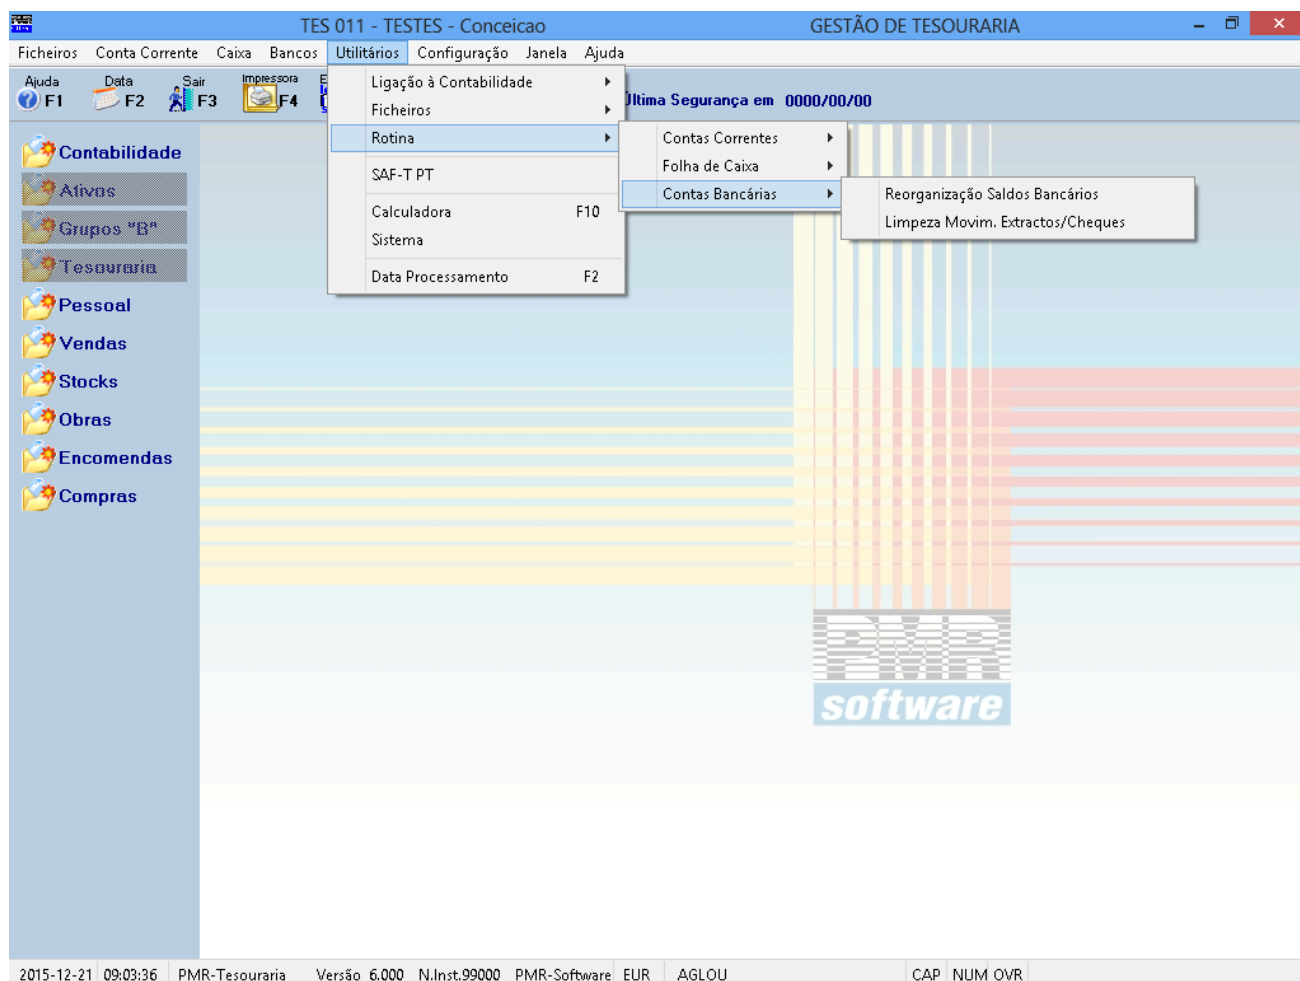 TES 011 - TESTES - Conceicao GESTÃO DE TESOURARIA
Ficheiros Conta Corrente Caixa Bancos Utilitários Configuração Janela Ajuda
Ajuda F1 Data F2 Sair F3 Impressora F4
Última Segurança em 0000/00/00
Ligação à Contabilidade
Ficheiros
Rotina
SAF-T PT
Calculadora F10
Sistema
Data Processamento F2
Contas Correntes
Folha de Caixa
Contas Bancárias
Reorganização Saldos Bancários
Limpeza Movim. Extractos/Cheques
Contabilidade
Ativos
Grupos "B"
Tesouraria
Pessoal
Vendas
Stocks
Obras
Encomendas
Compras
PMR
software
2015-12-21 09:03:36 PMR-Tesouraria Versão 6.000 N.Inst.99000 PMR-Software EUR AGLOU CAP NUM OVR